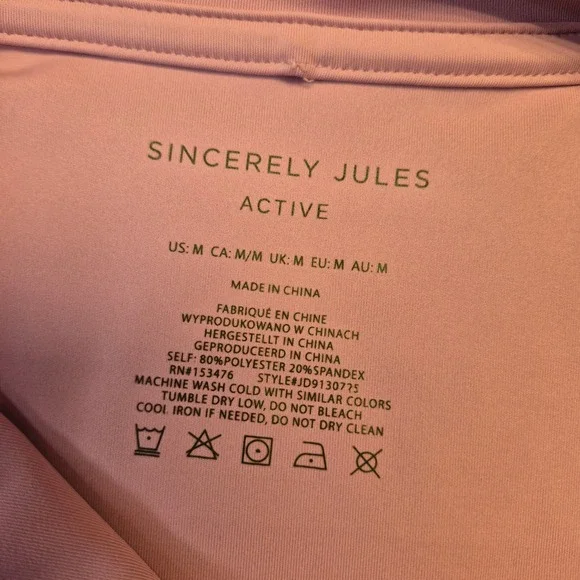 SINCERELY JULES
ACTIVE
US: M CA: M/M UK: M EU: M AU: M
MADE IN CHINA
FABRIQUÉ EN CHINE
WYPRODUKOWANO W CHINACH
HERGESTELLT IN CHINA
GEPRODUCEERD IN CHINA
SELF: 80%POLYESTER 20%SPANDEX
RN#153476 STYLE#JD9130775
MACHINE WASH COLD WITH SIMILAR COLORS
TUMBLE DRY LOW, DO NOT BLEACH
COOL IRON IF NEEDED, DO NOT DRY CLEAN